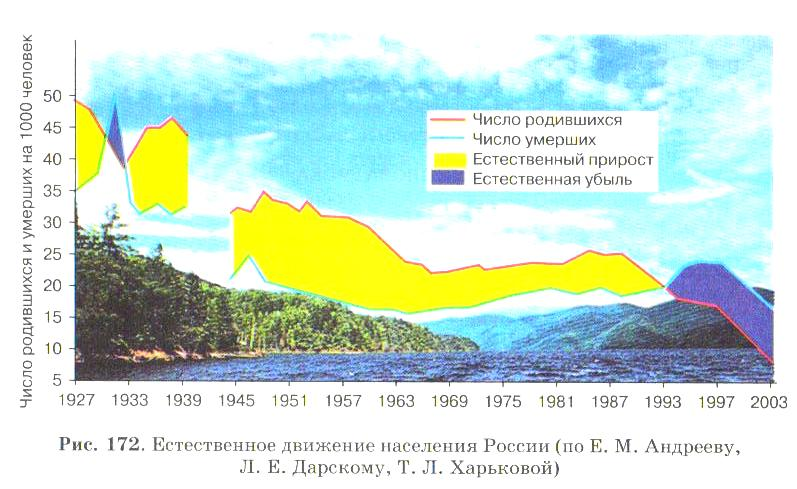 Число родившихся и умерших на 1000 человек
50
45
40
35
30
25
20
15
10
5
Число родившихся
Число умерших
Естественный прирост
Естественная убыль
1927 1933 1939 1945 1951 1957 1963 1969 1975 1981 1987 1993 1997 2003
Рис. 172. Естественное движение населения России (по Е. М. Андрееву,
Л. Е. Дарскому, Т. Л. Харьковой)